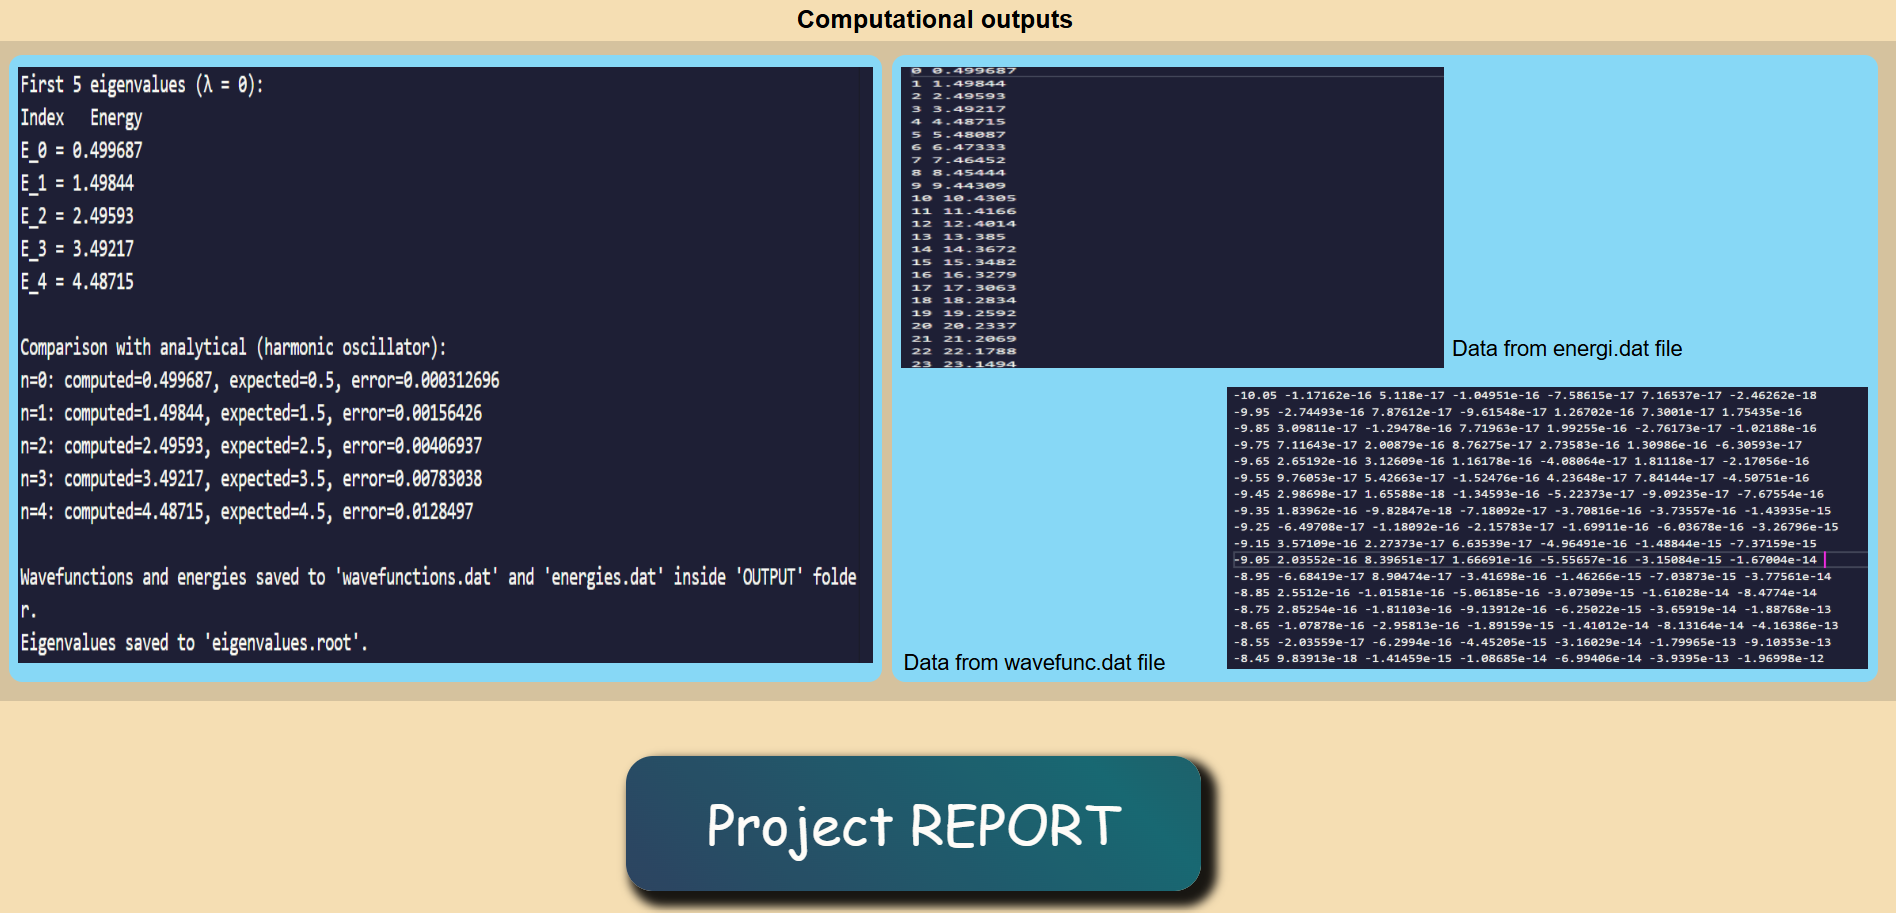 Computational outputs
First 5 eigenvalues (λ = 0):
Index   Energy
E_0 = 0.499687
E_1 = 1.49844
E_2 = 2.49593
E_3 = 3.49217
E_4 = 4.48715
Comparison with analytical (harmonic oscillator):
n=0: computed=0.499687, expected=0.5, error=0.000312696
n=1: computed=1.49844, expected=1.5, error=0.00156426
n=2: computed=2.49593, expected=2.5, error=0.00406937
n=3: computed=3.49217, expected=3.5, error=0.00783038
n=4: computed=4.48715, expected=4.5, error=0.0128497
Wavefunctions and energies saved to 'wavefunctions.dat' and 'energies.dat' inside 'OUTPUT' folde
r.
Eigenvalues saved to 'eigenvalues.root'.
0 0.499687
1 1.49844
2 2.49593
3 3.49217
4 4.48715
5 5.48087
6 6.47333
7 7.46452
8 8.45444
9 9.44309
10 10.4305
11 11.4166
12 12.4014
13 13.385
14 14.3672
15 15.3482
16 16.3279
17 17.3063
18 18.2834
19 19.2592
20 20.2337
21 21.2069
22 22.1788
23 23.1494
Data from energi.dat file
-10.05 -1.17162e-16 5.118e-17 -1.04951e-16 -7.58615e-17 7.16537e-17 -2.46262e-18
-9.95 -2.74493e-16 7.87612e-17 -9.61548e-17 1.26702e-16 7.3001e-17 1.75435e-16
-9.85 3.09811e-17 -1.29478e-16 7.71963e-17 1.99255e-16 -2.76173e-17 -1.02188e-16
-9.75 7.11643e-17 2.00879e-16 8.76275e-17 2.73583e-16 1.30986e-16 -6.30593e-17
-9.65 2.65192e-16 3.12609e-16 1.16178e-16 -4.08064e-17 1.81118e-17 -2.17056e-16
-9.55 9.76053e-17 5.42663e-17 -1.52476e-16 4.23648e-17 7.84144e-17 -4.50751e-16
-9.45 2.98698e-17 1.65588e-18 -1.34593e-16 -5.22373e-17 -9.09235e-17 -7.67554e-16
-9.35 1.83962e-16 -9.82847e-18 -7.18092e-17 -3.70816e-16 -3.73557e-16 -1.43935e-15
-9.25 -6.49708e-17 -1.18092e-16 -2.15783e-17 -1.69911e-16 -6.03678e-16 -3.26796e-15
-9.15 3.57109e-16 2.27373e-17 6.63539e-17 -4.96491e-16 -1.48844e-15 -7.37159e-15
-9.05 2.03552e-16 8.39651e-17 1.66691e-16 -5.55657e-16 -3.15084e-15 -1.67004e-14
-8.95 -6.68419e-17 8.90474e-17 -3.41698e-16 -1.46266e-15 -7.03873e-15 -3.77561e-14
-8.85 2.5512e-16 -1.01581e-16 -5.06185e-16 -3.07309e-15 -1.61028e-14 -8.4774e-14
-8.75 2.85254e-16 -1.81103e-16 -9.13912e-16 -6.25022e-15 -3.65919e-14 -1.88768e-13
-8.65 -1.07878e-16 -2.95813e-16 -1.89159e-15 -1.41012e-14 -8.13164e-14 -4.16386e-13
-8.55 -2.03559e-17 -6.2994e-16 -4.45205e-15 -3.16029e-14 -1.79965e-13 -9.10353e-13
-8.45 9.83913e-18 -1.41459e-15 -1.08685e-14 -6.99406e-14 -3.9395e-13 -1.96998e-12
Data from wavefunc.dat file
Project REPORT